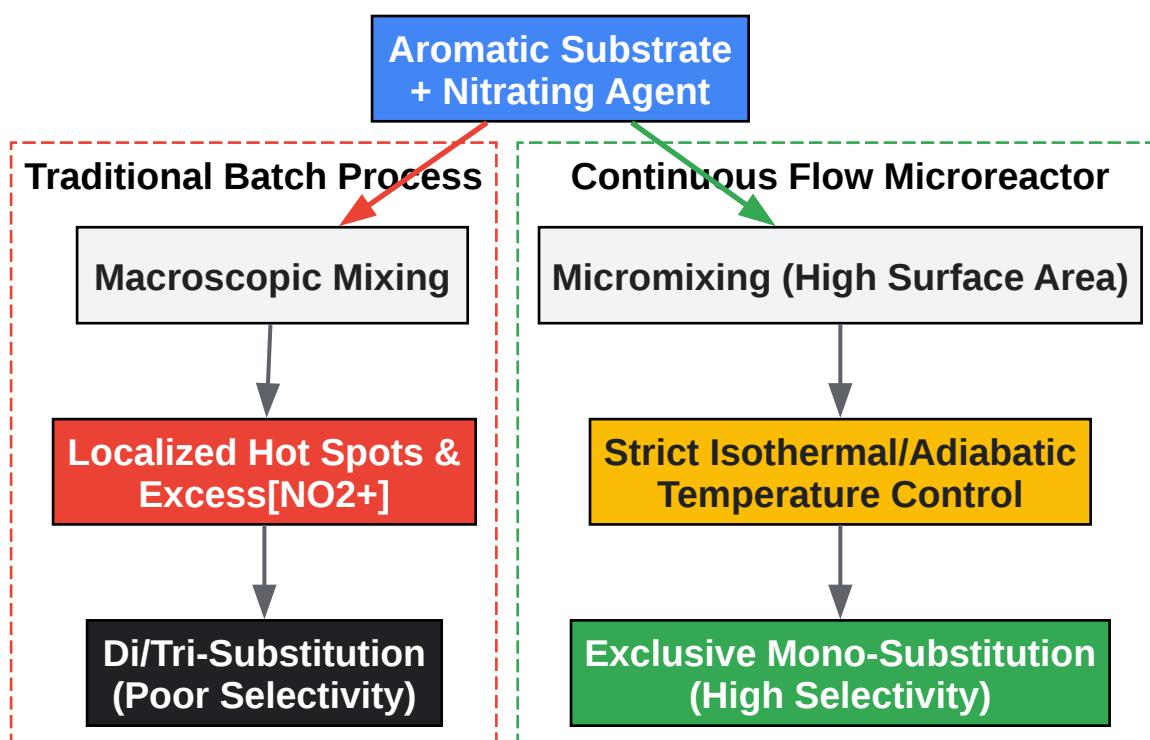 Aromatic Substrate
+ Nitrating Agent
Traditional Batch Process
Macroscopic Mixing
Localized Hot Spots &
Excess[NO2+]
Di/Tri-Substitution
(Poor Selectivity)
Continuous Flow Microreactor
Micromixing (High Surface Area)
Strict Isothermal/Adiabatic
Temperature Control
Exclusive Mono-Substitution
(High Selectivity)